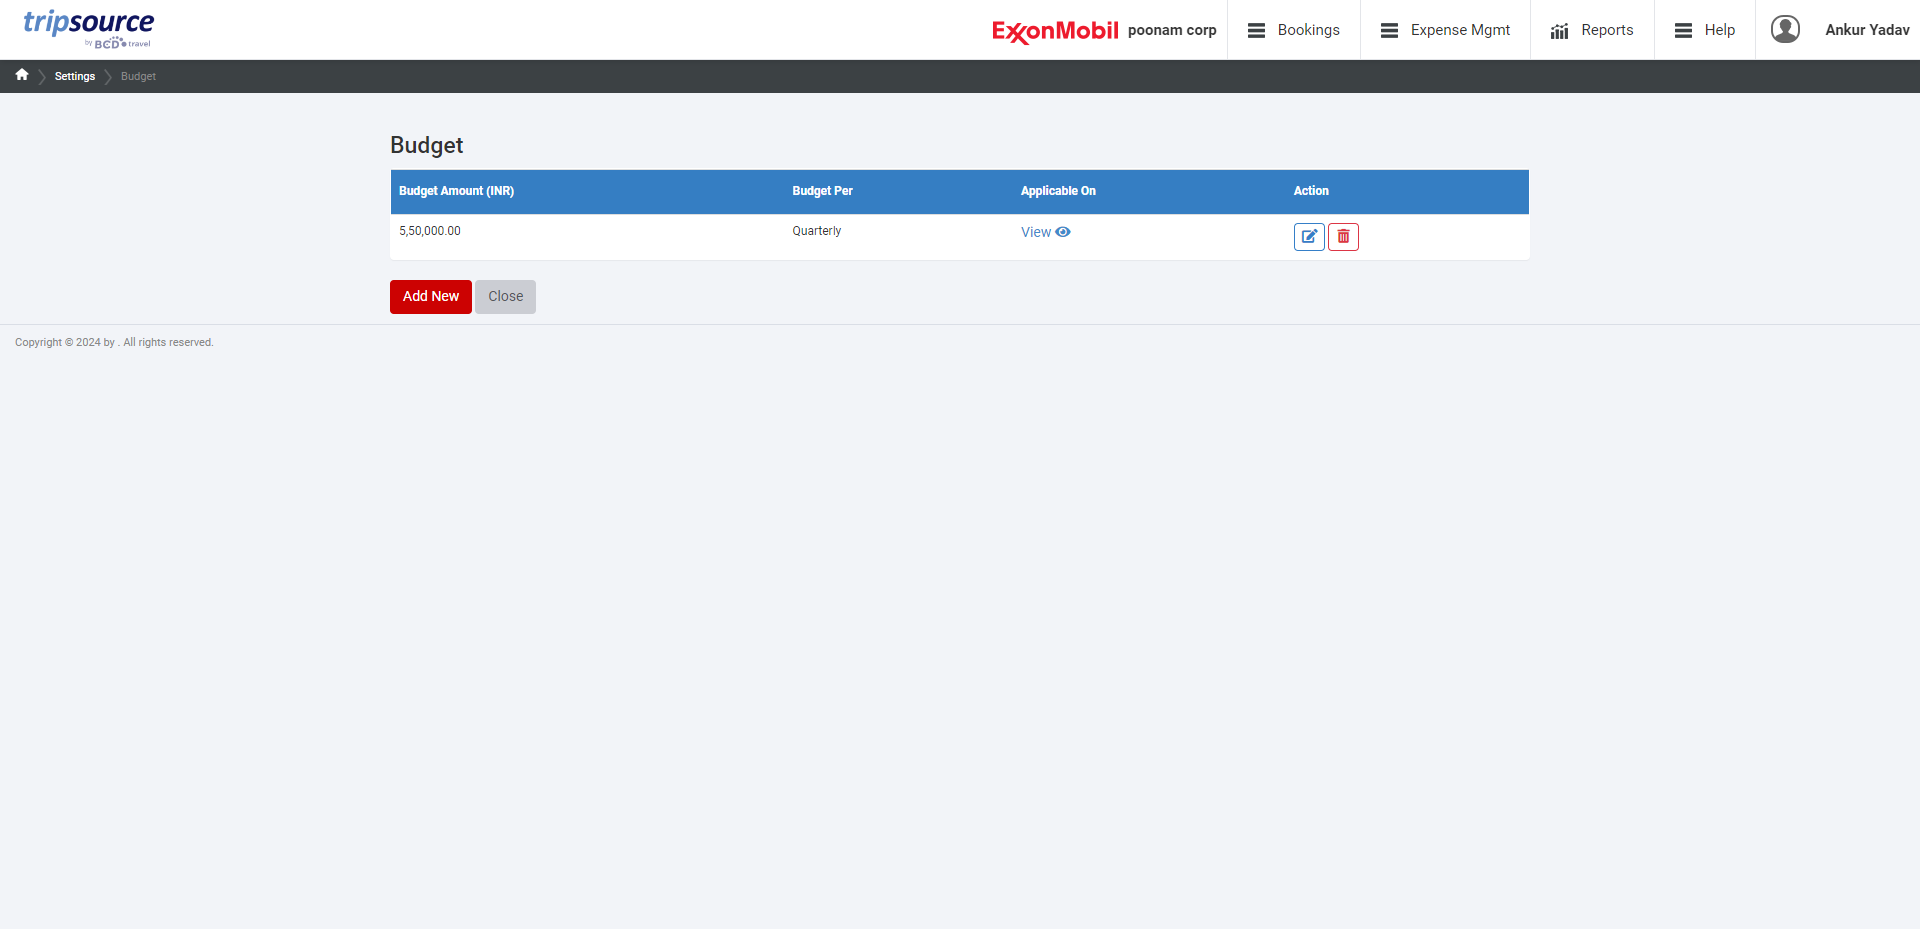 tripsource
by BCD travel
ExxonMobil poonam corp
Bookings
Expense Mgmt
Reports
Help
Ankur Yadav
Settings
Budget
Budget
Budget Amount (INR) Budget Per Applicable On Action
5,50,000.00 Quarterly View
Add New Close
Copyright © 2024 by . All rights reserved.